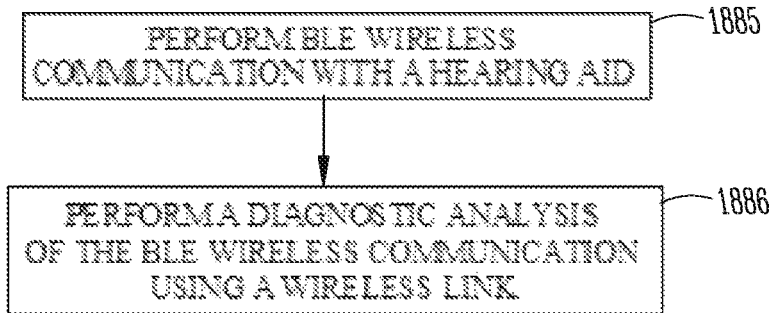 PERFORM BLE WIRELESS
COMMUNICATION WITH A HEARING AID
1885
PERFORM A DIAGNOSTIC ANALYSIS
OF THE BLE WIRELESS COMMUNICATION
USING A WIRELESS LINK
1886